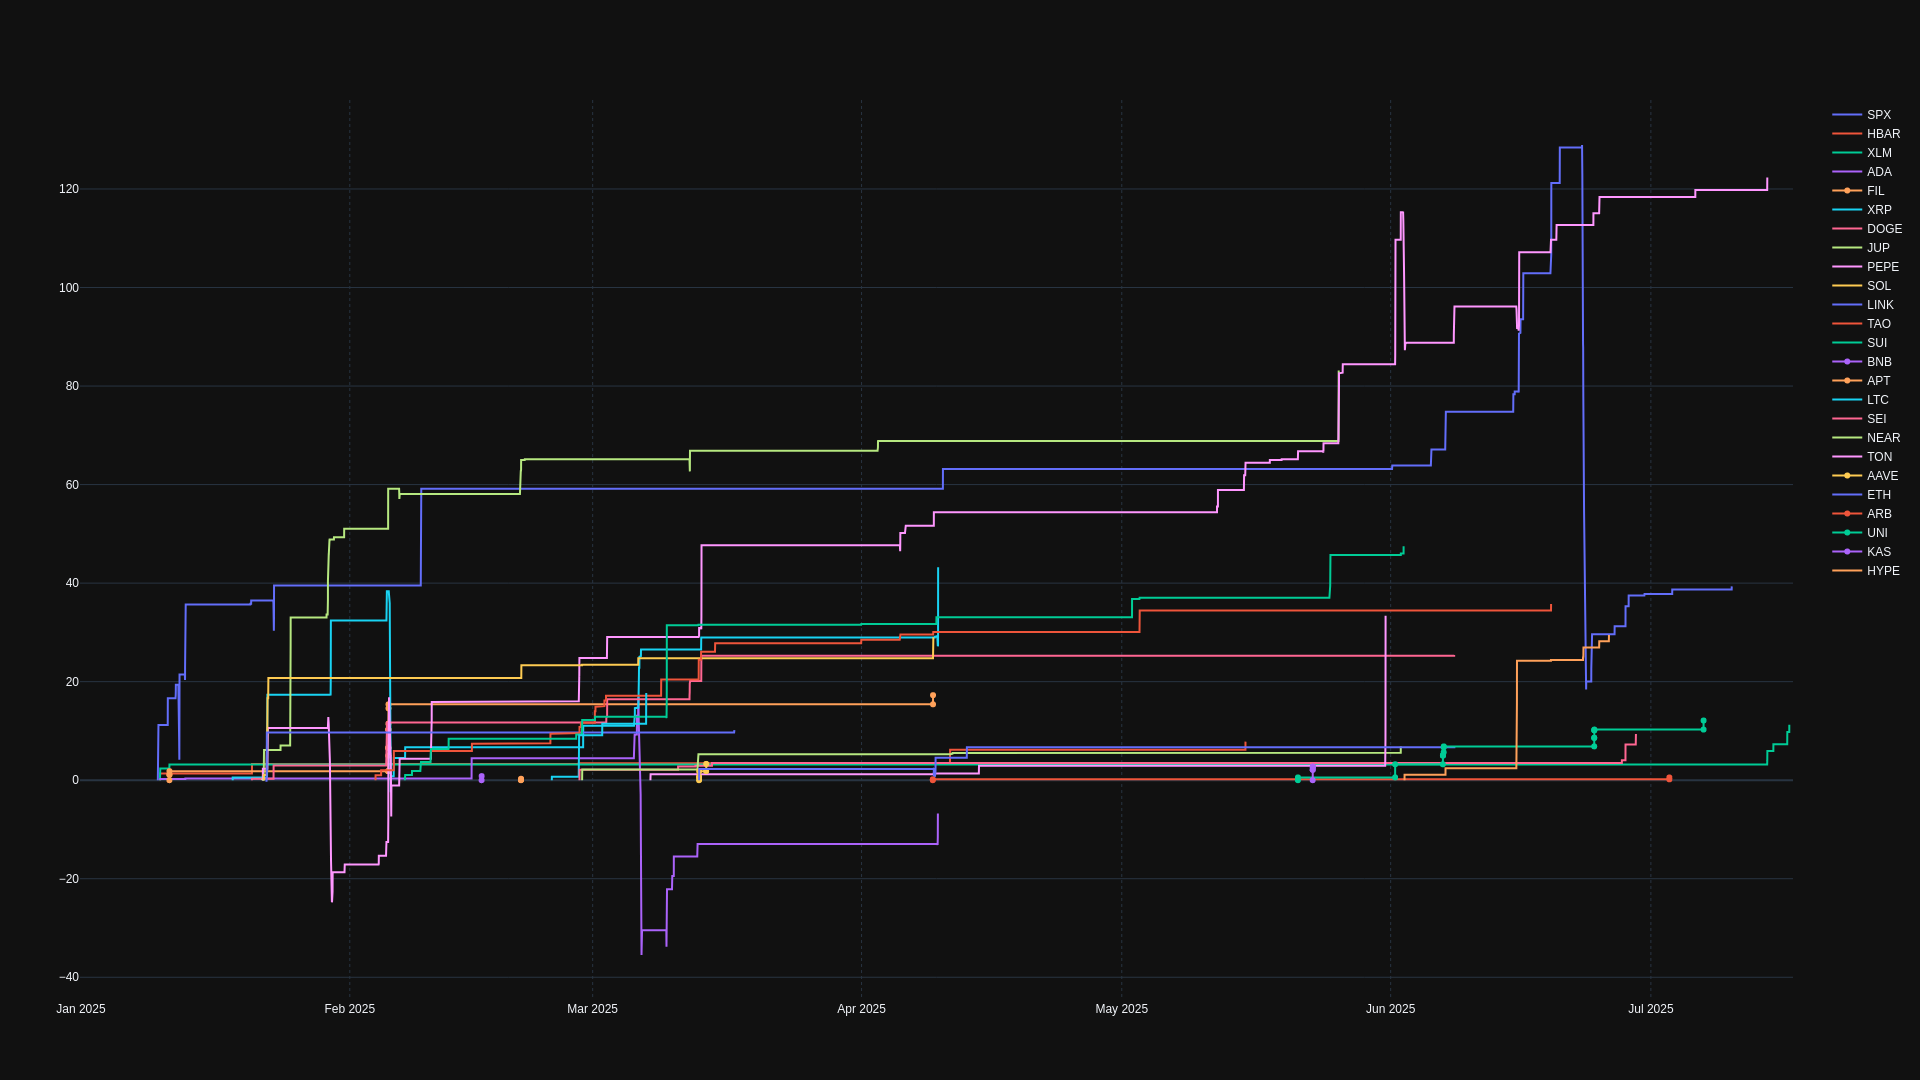 120
100
80
60
40
20
0
−20
−40
Jan 2025
Feb 2025
Mar 2025
Apr 2025
May 2025
Jun 2025
Jul 2025
SPX
HBAR
XLM
ADA
FIL
XRP
DOGE
JUP
PEPE
SOL
LINK
TAO
SUI
BNB
APT
LTC
SEI
NEAR
TON
AAVE
ETH
ARB
UNI
KAS
HYPE